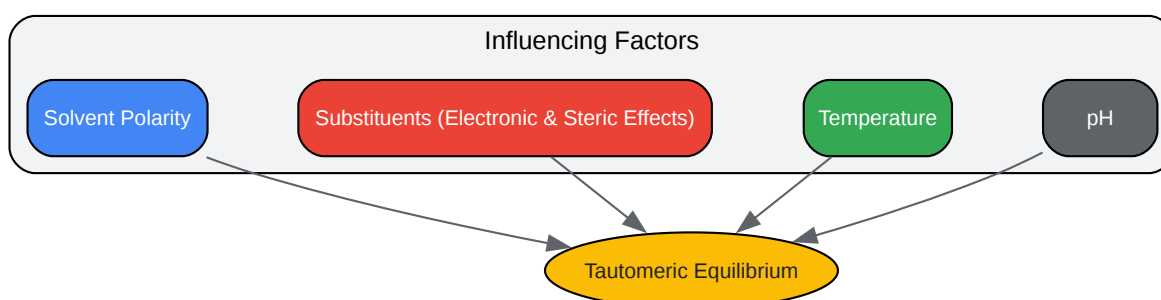 Influencing Factors
Solvent Polarity
Substituents (Electronic & Steric Effects)
Temperature
pH
Tautomeric Equilibrium